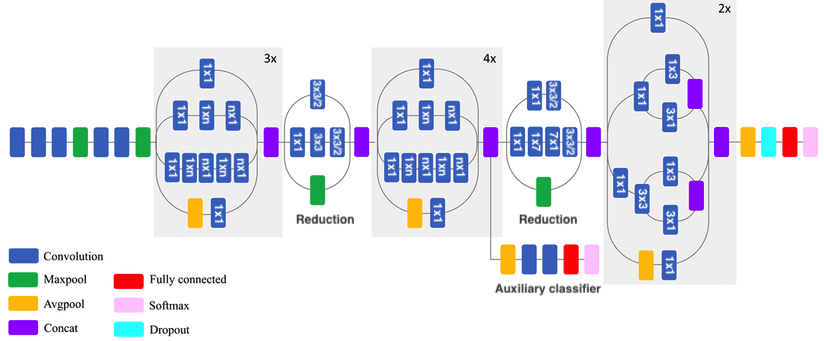 3x
4x
2x
1x1
1x1 1xn nx1
1x1 1xn nx1 1xn nx1
1x1
3x3/2
1x1 3x3 3x3/2
Reduction
1x1
1x1 1xn nx1
1x1 1xn nx1 1xn nx1
1x1
1x1 3x3/2
1x1 1x7 7x1 3x3/2
Reduction
1x1
1x3
1x1
3x1
1x1
1x3
3x3
3x1
1x1
Auxiliary classifier
Convolution
Maxpool
Fully connected
Avgpool
Softmax
Concat
Dropout